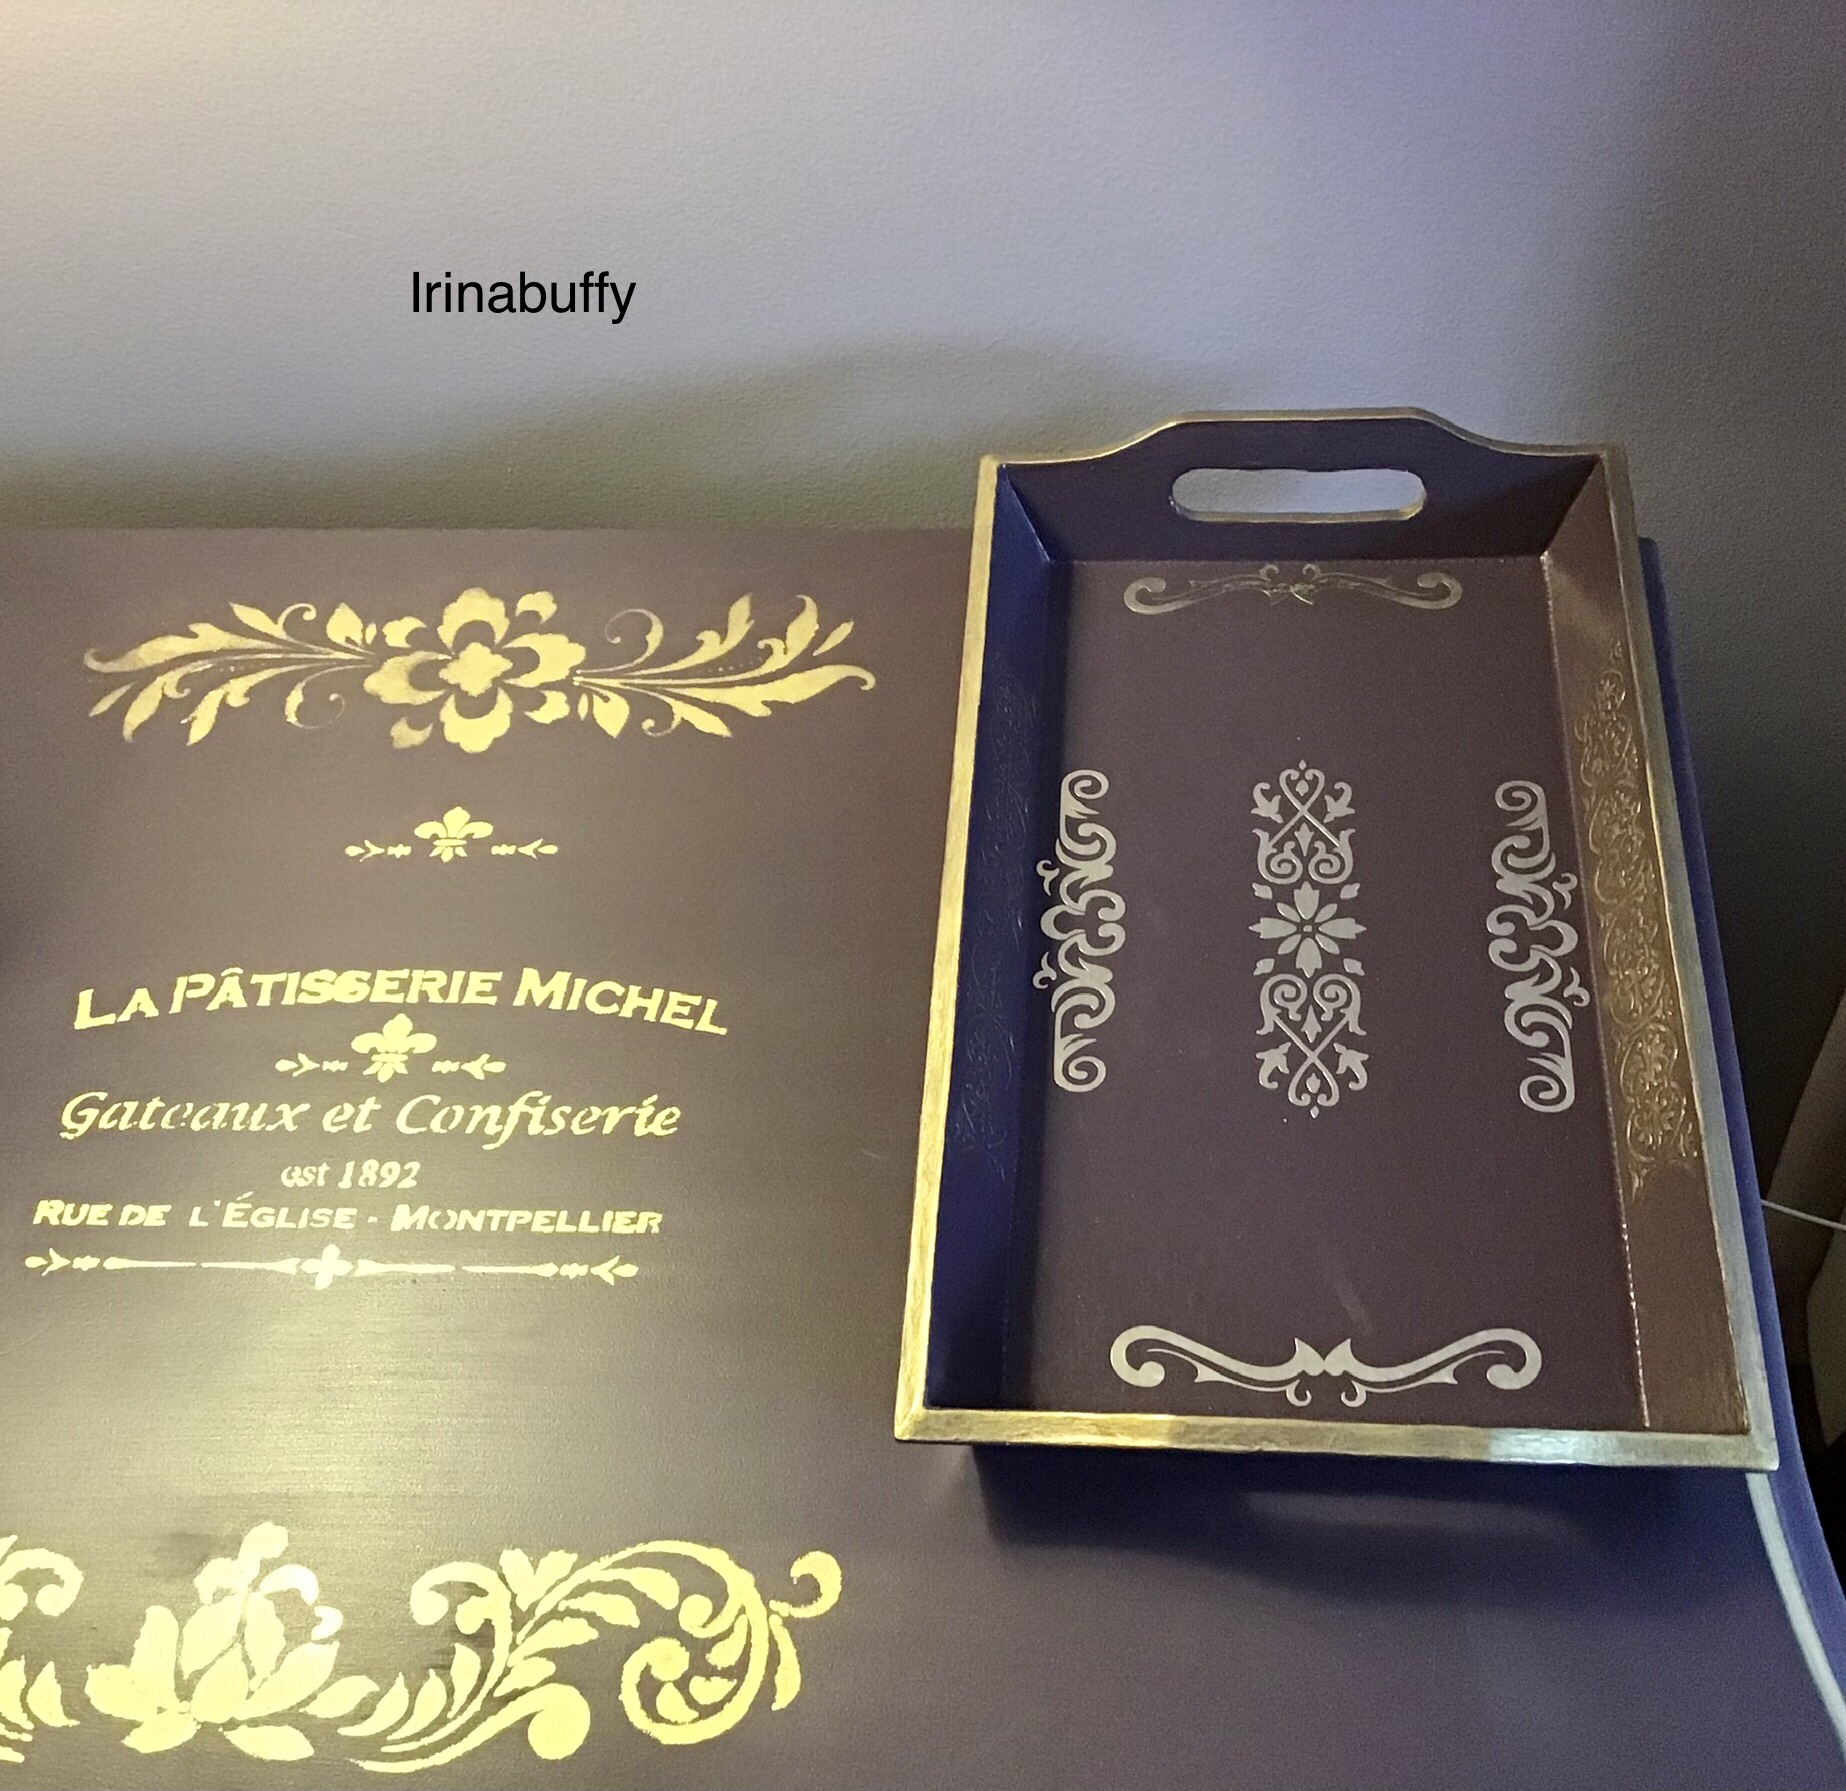 Irinabuffy
LA PÂTISSERIE MICHEL
Gateaux et Confiserie
est 1892
RUE DE L'ÉGLISE - MONTPELLIER